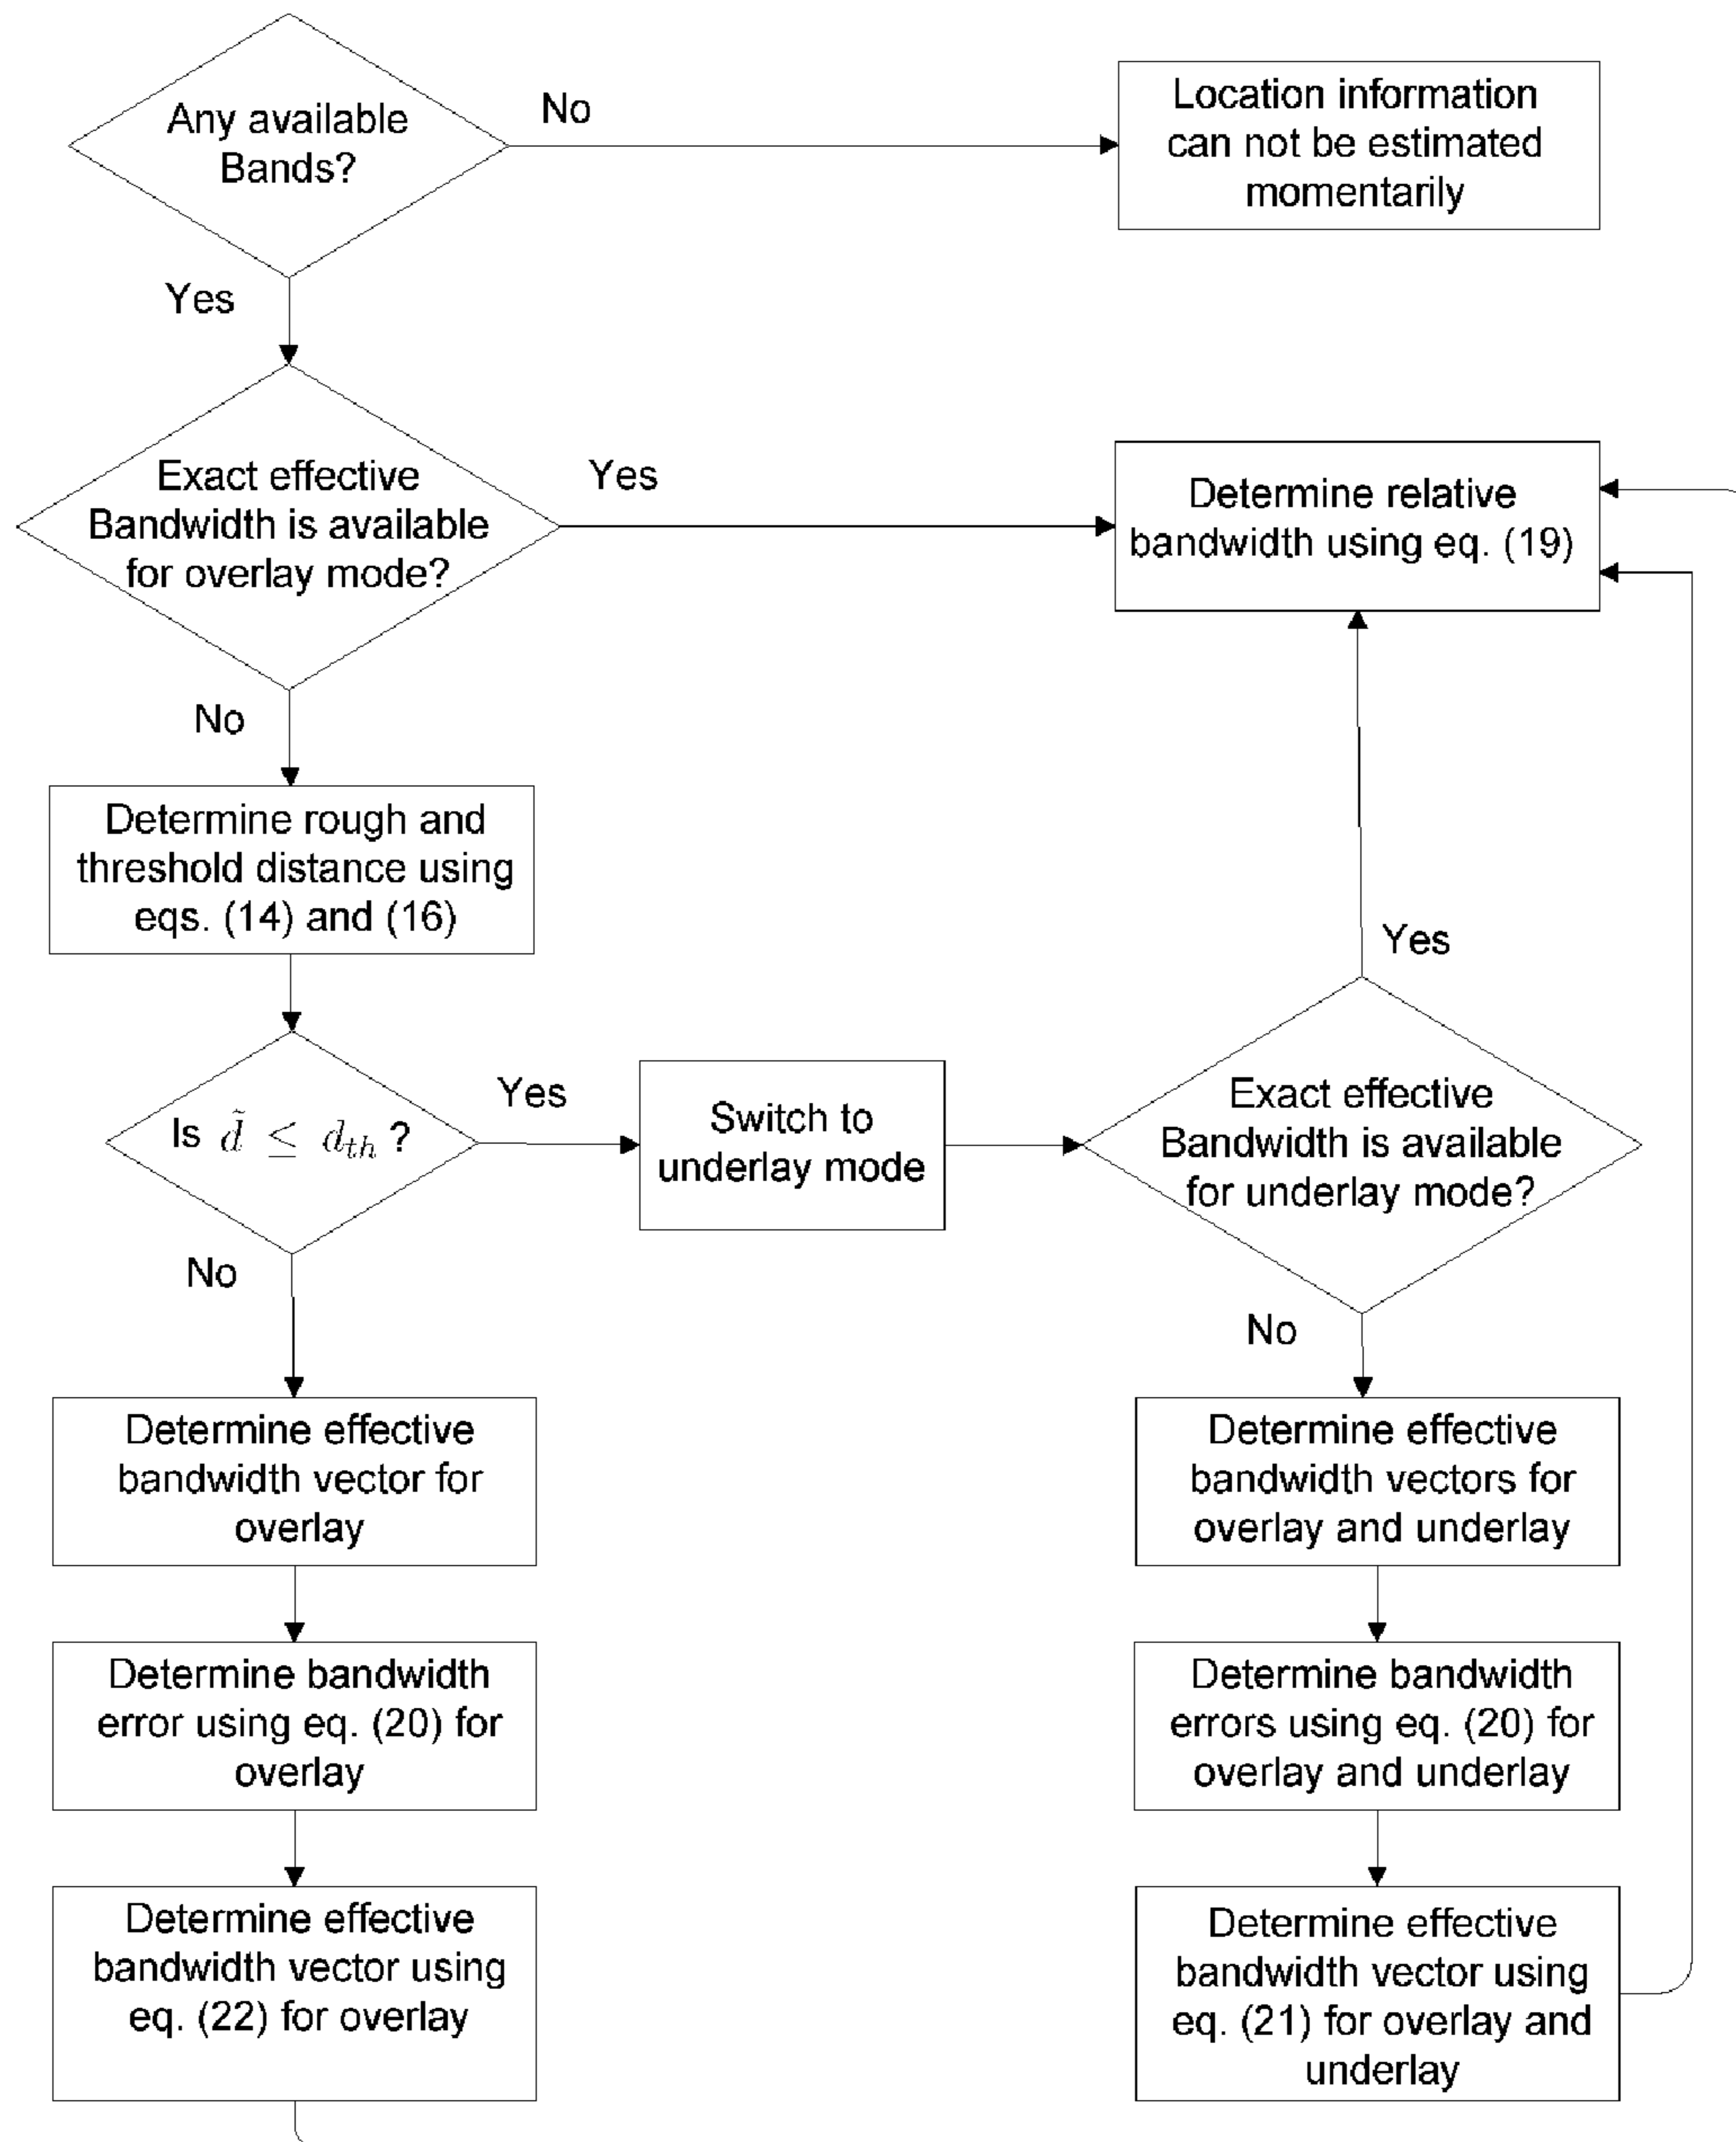 Any available
Bands?
No
Location information
can not be estimated
momentarily
Yes
Exact effective
Bandwidth is available
for overlay mode?
Yes
Determine relative
bandwidth using eq. (19)
No
Determine rough and
threshold distance using
eqs. (14) and (16)
Is d̃ ≤ d_th ?
Yes
Switch to
underlay mode
Exact effective
Bandwidth is available
for underlay mode?
Yes
No
No
Determine effective
bandwidth vector for
overlay
Determine bandwidth
error using eq. (20) for
overlay
Determine effective
bandwidth vector using
eq. (22) for overlay
Determine effective
bandwidth vectors for
overlay and underlay
Determine bandwidth
errors using eq. (20) for
overlay and underlay
Determine effective
bandwidth vector using
eq. (21) for overlay and
underlay